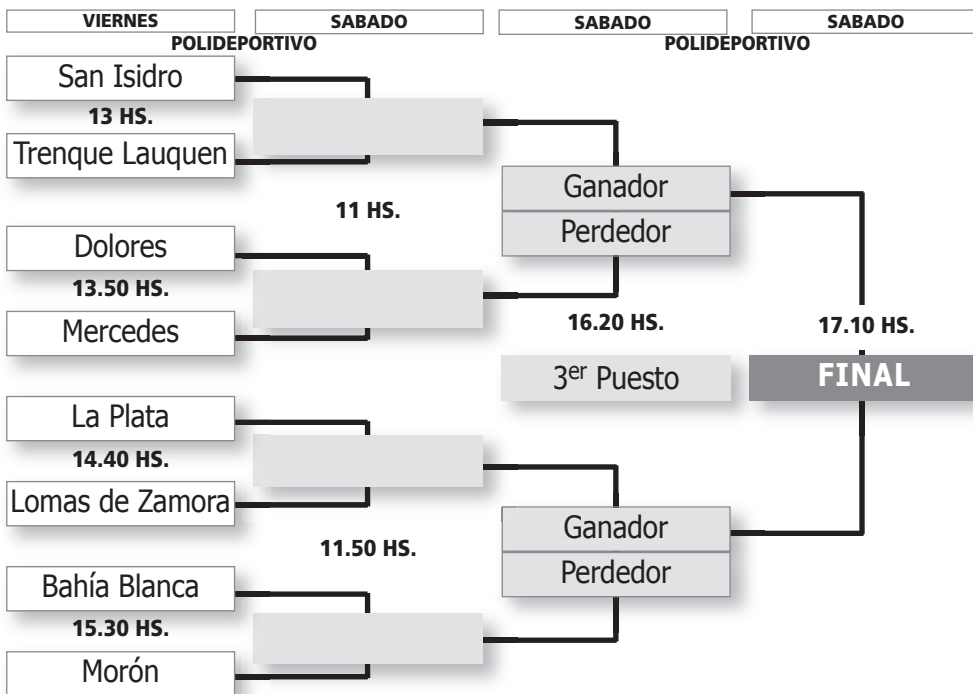 VIERNES
SABADO
SABADO
SABADO
POLIDEPORTIVO
POLIDEPORTIVO
San Isidro
13 HS.
Trenque Lauquen
11 HS.
Dolores
13.50 HS.
Mercedes
La Plata
14.40 HS.
Lomas de Zamora
11.50 HS.
Bahía Blanca
15.30 HS.
Morón
Ganador
Perdedor
16.20 HS.
3er Puesto
Ganador
Perdedor
17.10 HS.
FINAL